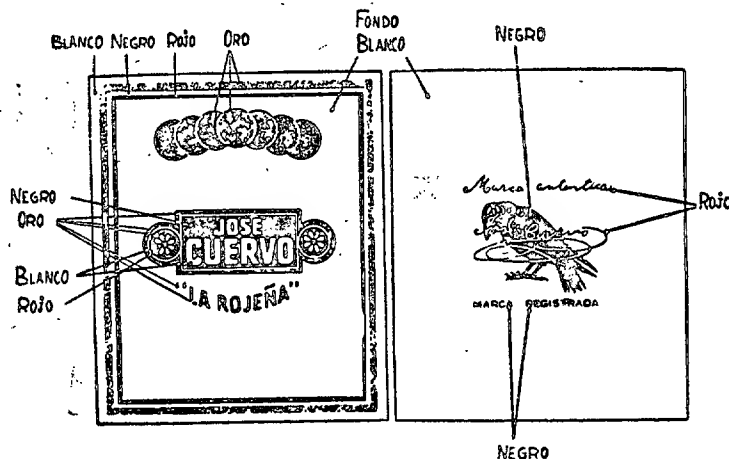 BLANCO NEGRO ROJO ORO
FONDO
BLANCO
NEGRO
NEGRO
ORO
BLANCO
ROJO
JOSE
CUERVO
"LA ROJEÑA"
Marca autentica
ROJO
MARCA REGISTRADA
NEGRO